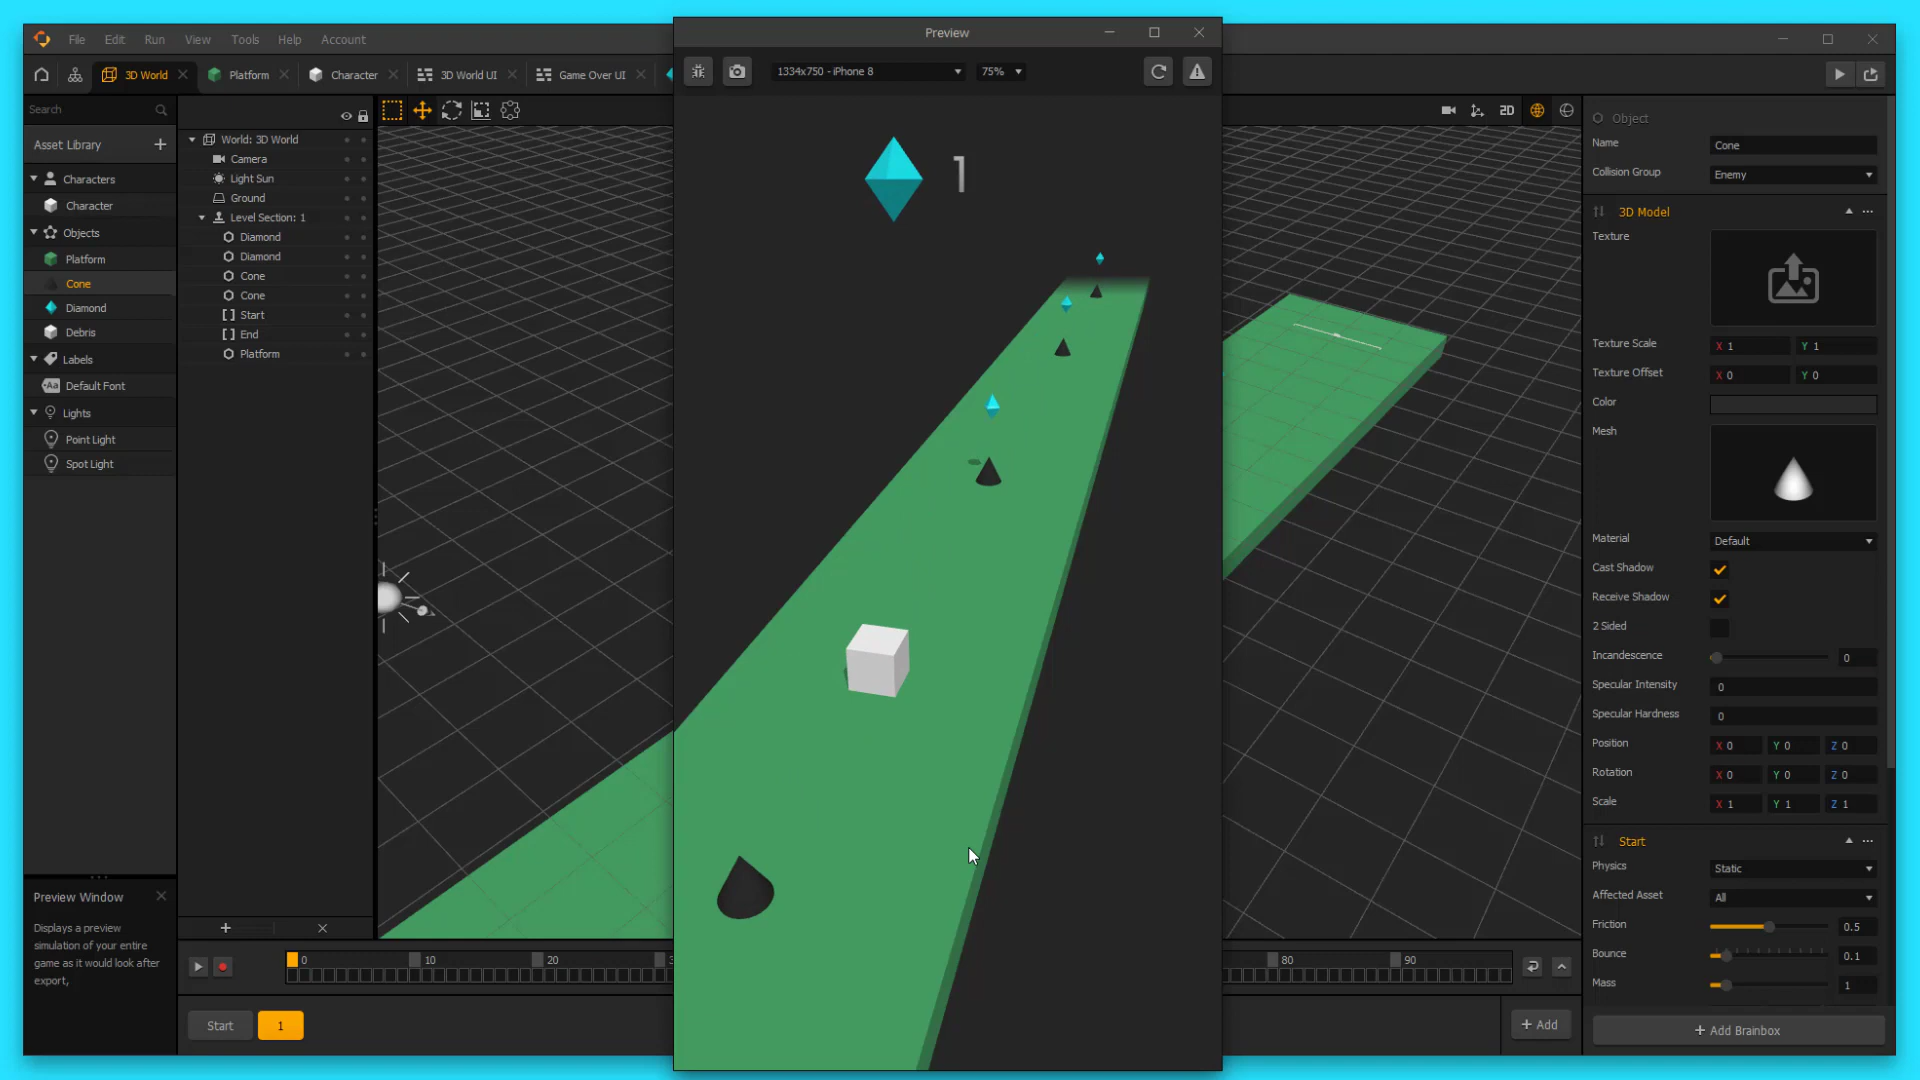 Preview
File Edit Run View Tools Help Account
3D World Platform Character 3D World UI Game Over UI
1334x750 - iPhone 8 75%
Search
Asset Library
Characters
Character
Objects
Platform
Cone
Diamond
Debris
Labels
Aa Default Font
Lights
Point Light
Spot Light
World: 3D World
Camera
Light Sun
Ground
Level Section: 1
Diamond
Diamond
Cone
Cone
Start
End
Platform
1
2D
Object
Name Cone
Collision Group Enemy
3D Model
Texture
Texture Scale X 1 Y 1
Texture Offset X 0 Y 0
Color
Mesh
Material Default
Cast Shadow
Receive Shadow
2 Sided
Incandescence 0
Specular Intensity 0
Specular Hardness 0
Position X 0 Y 0 Z 0
Rotation X 0 Y 0 Z 0
Scale X 1 Y 1 Z 1
Start
Physics Static
Affected Asset All
Friction 0.5
Bounce 0.1
Mass 1
Add Brainbox
Preview Window
Displays a preview
simulation of your entire
game as it would look after
export,
0 10 20 80 90
Start 1
Add